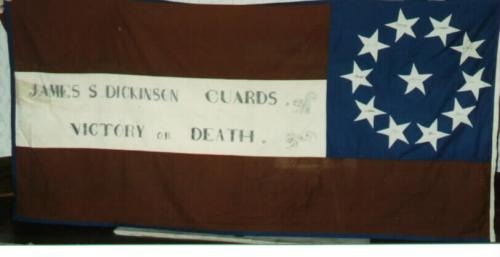 JAMES S DICKINSON GUARDS.
VICTORY OR DEATH.